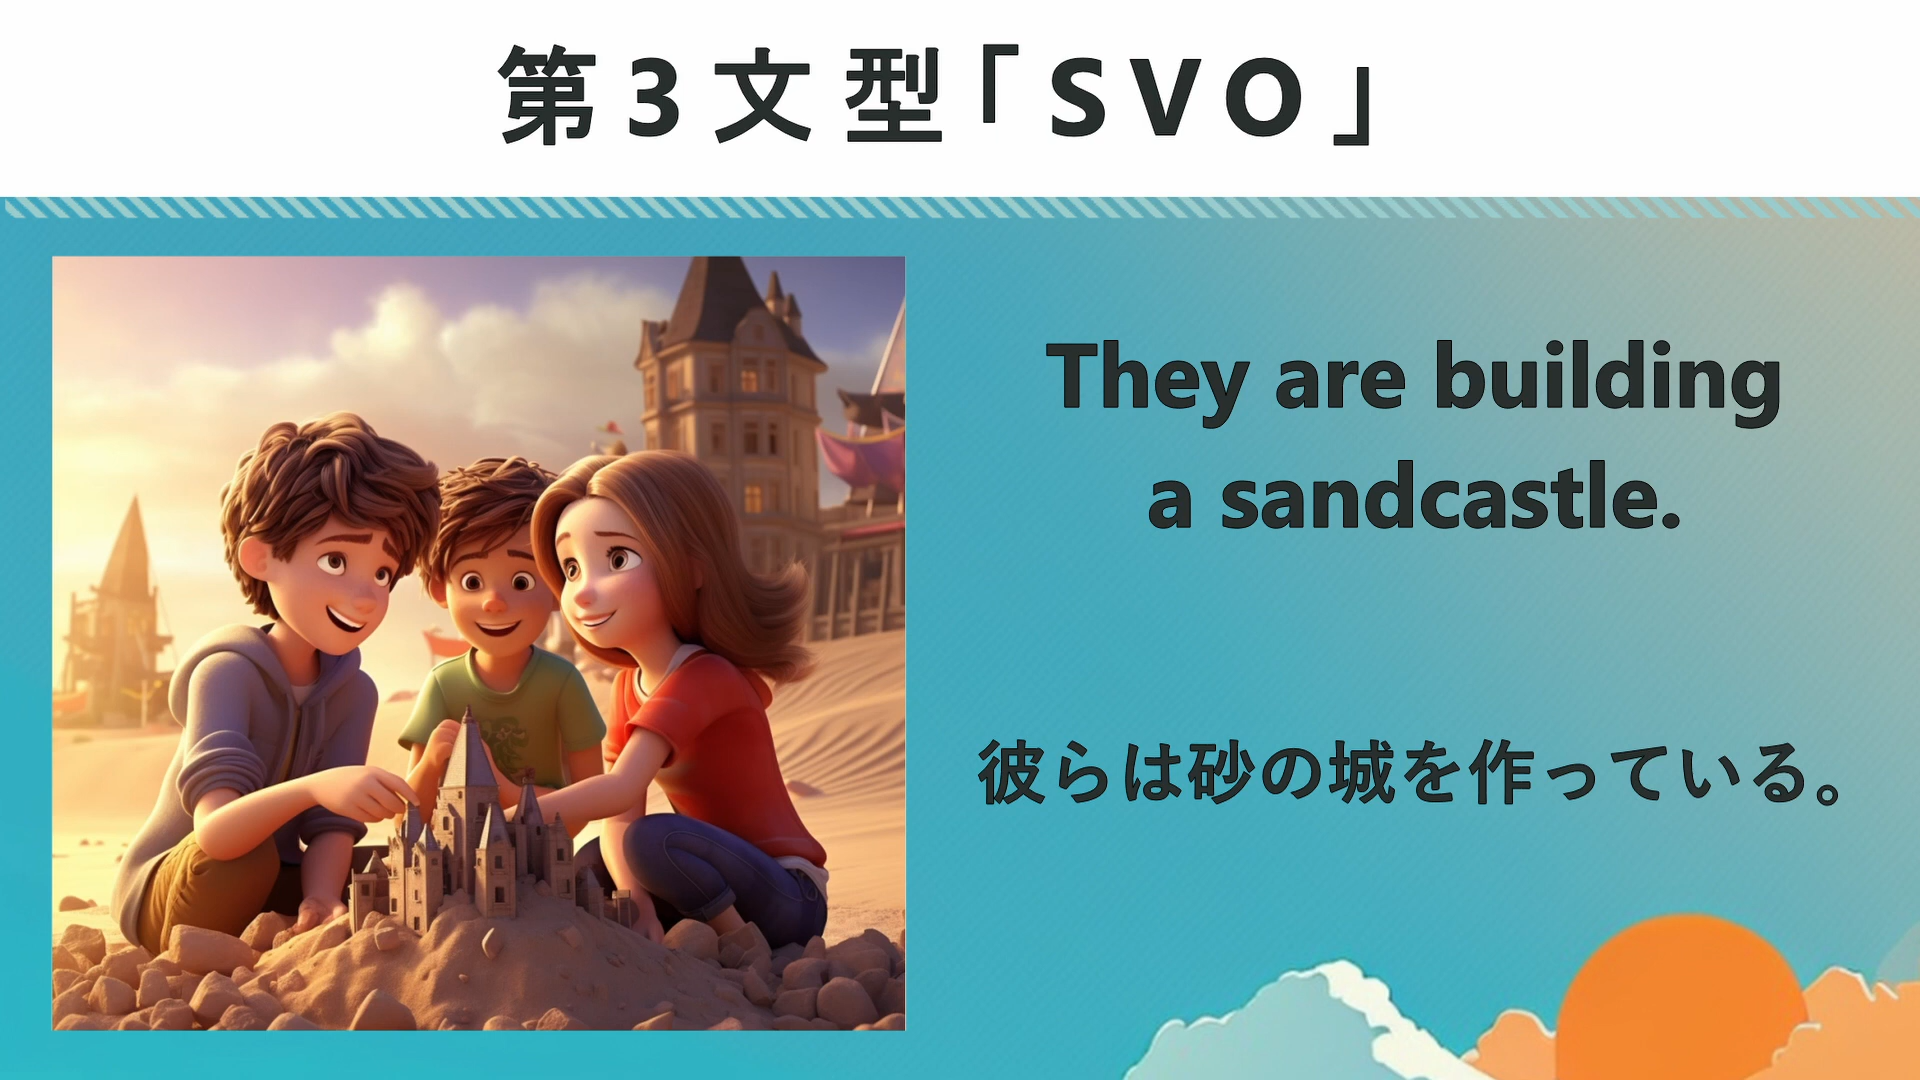 第3文型「SVO」
They are building
a sandcastle.
彼らは砂の城を作っている。